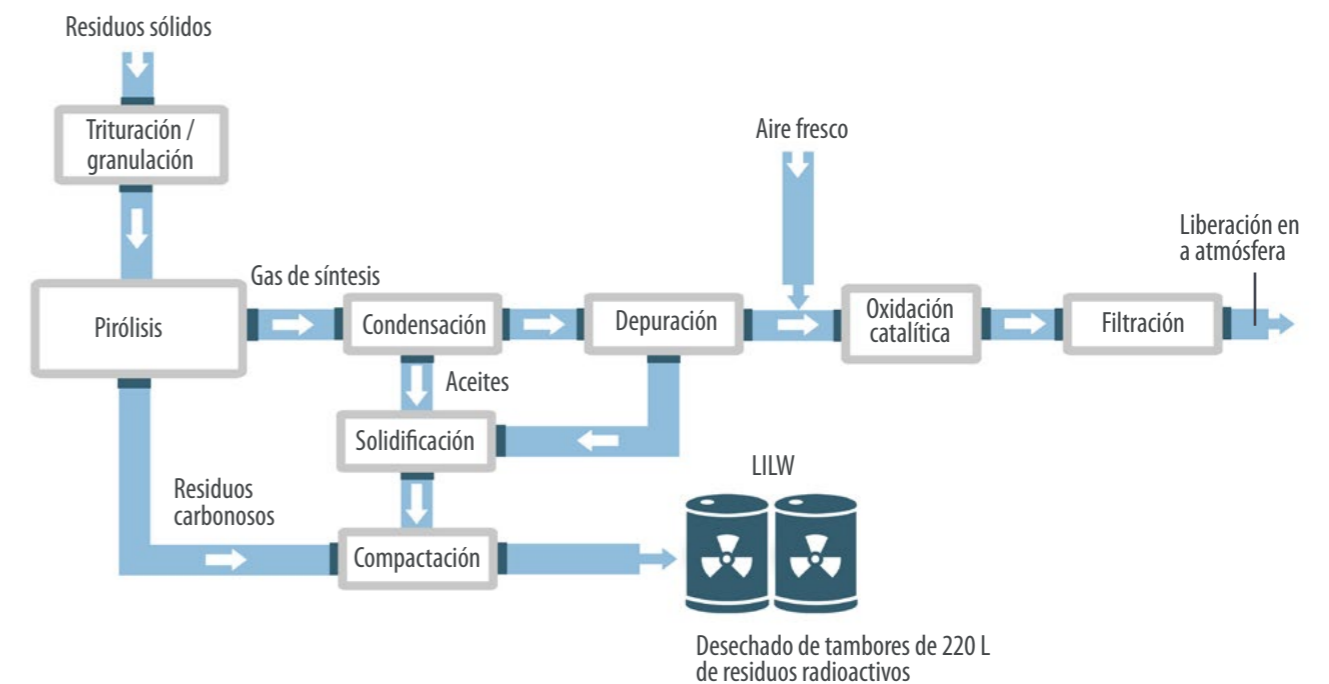 Residuos sólidos
Trituración /
granulación
Aire fresco
Liberación en
a atmósfera
Gas de síntesis
Pirólisis
Condensación
Depuración
Oxidación
catalítica
Filtración
Aceites
Solidificación
LILW
Residuos
carbonosos
Compactación
Desechado de tambores de 220 L
de residuos radioactivos